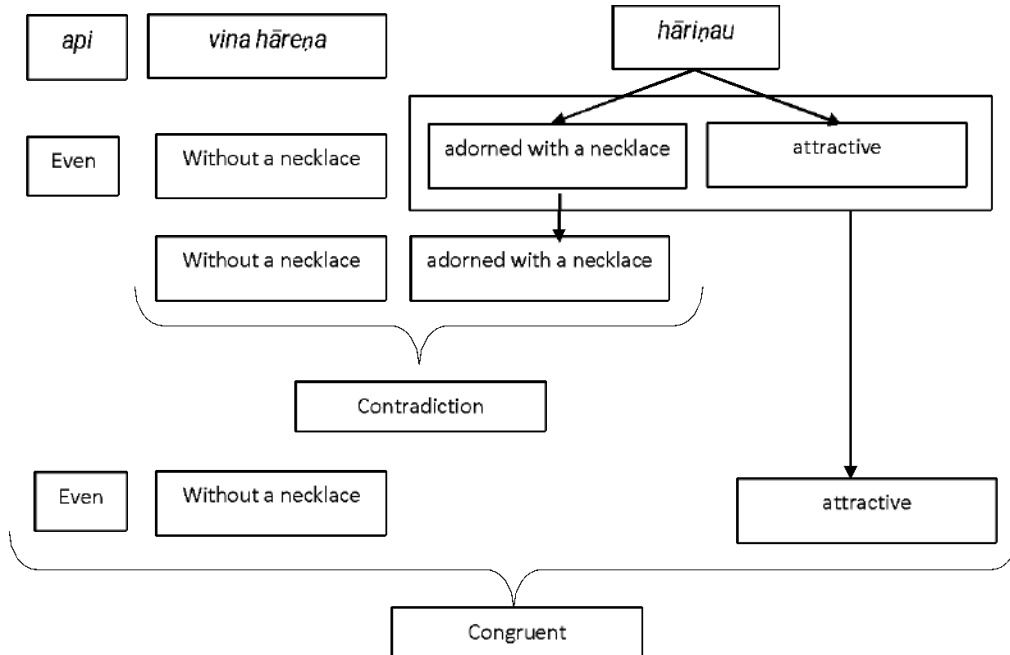 api
vina hāreṇa
hāriṇau
Even
Without a necklace
adorned with a necklace
attractive
Without a necklace
adorned with a necklace
Contradiction
Even
Without a necklace
attractive
Congruent